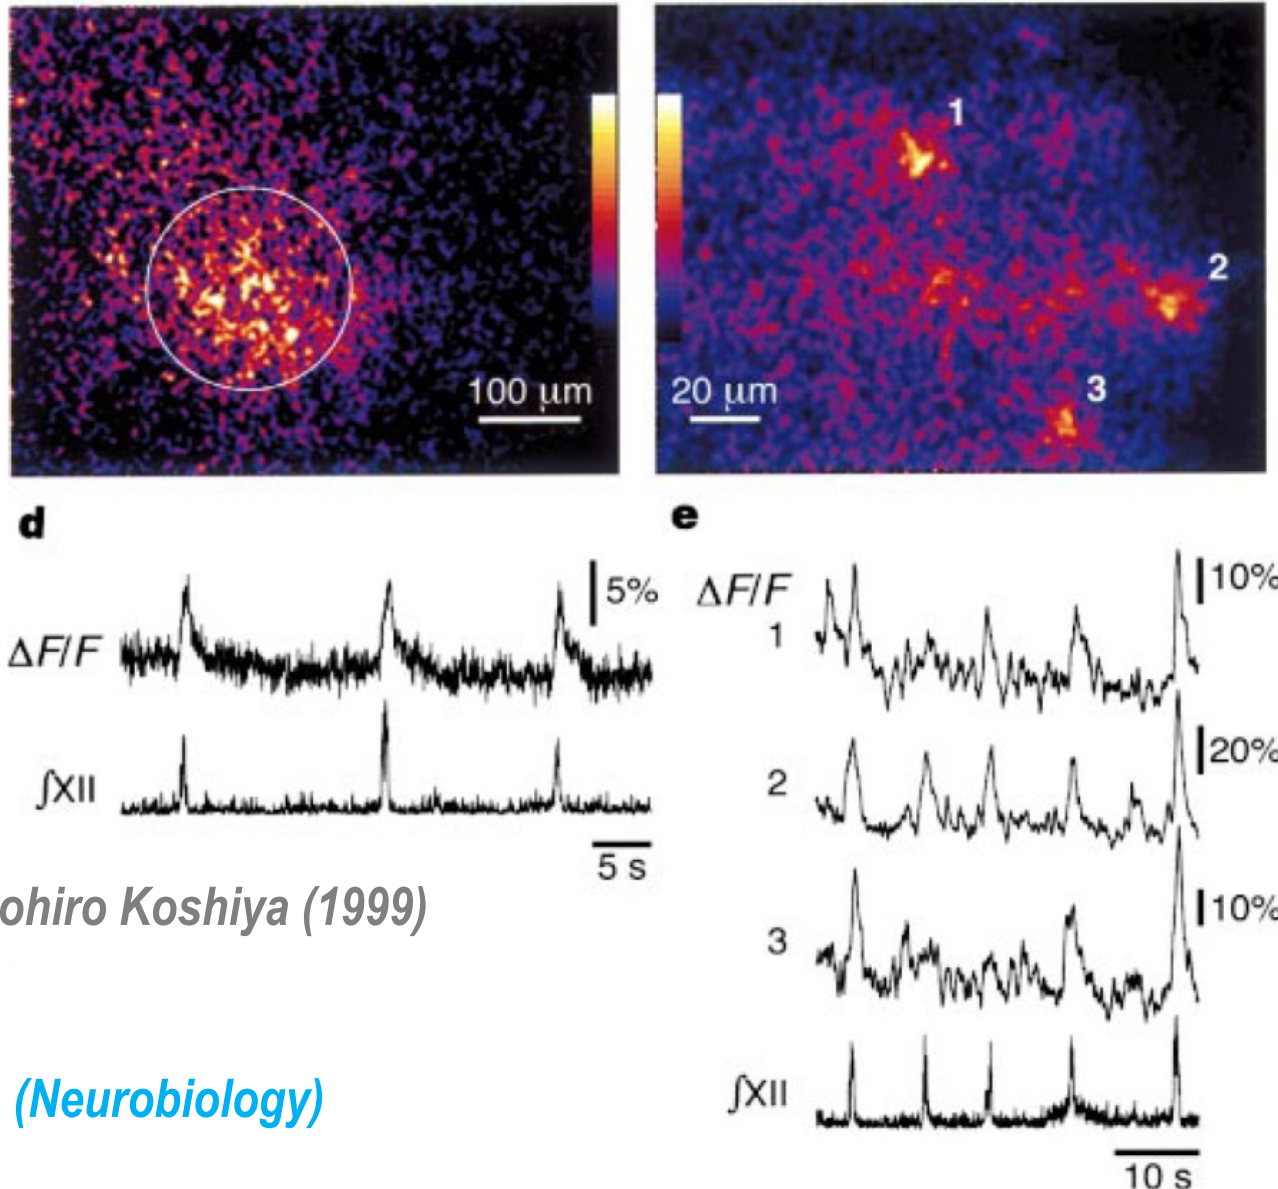 1
2
3
100 μm
20 μm
d
e
ΔF/F
5%
∫XII
5 s
ΔF/F
1
10%
2
20%
3
10%
∫XII
10 s
ohiro Koshiya (1999)
(Neurobiology)